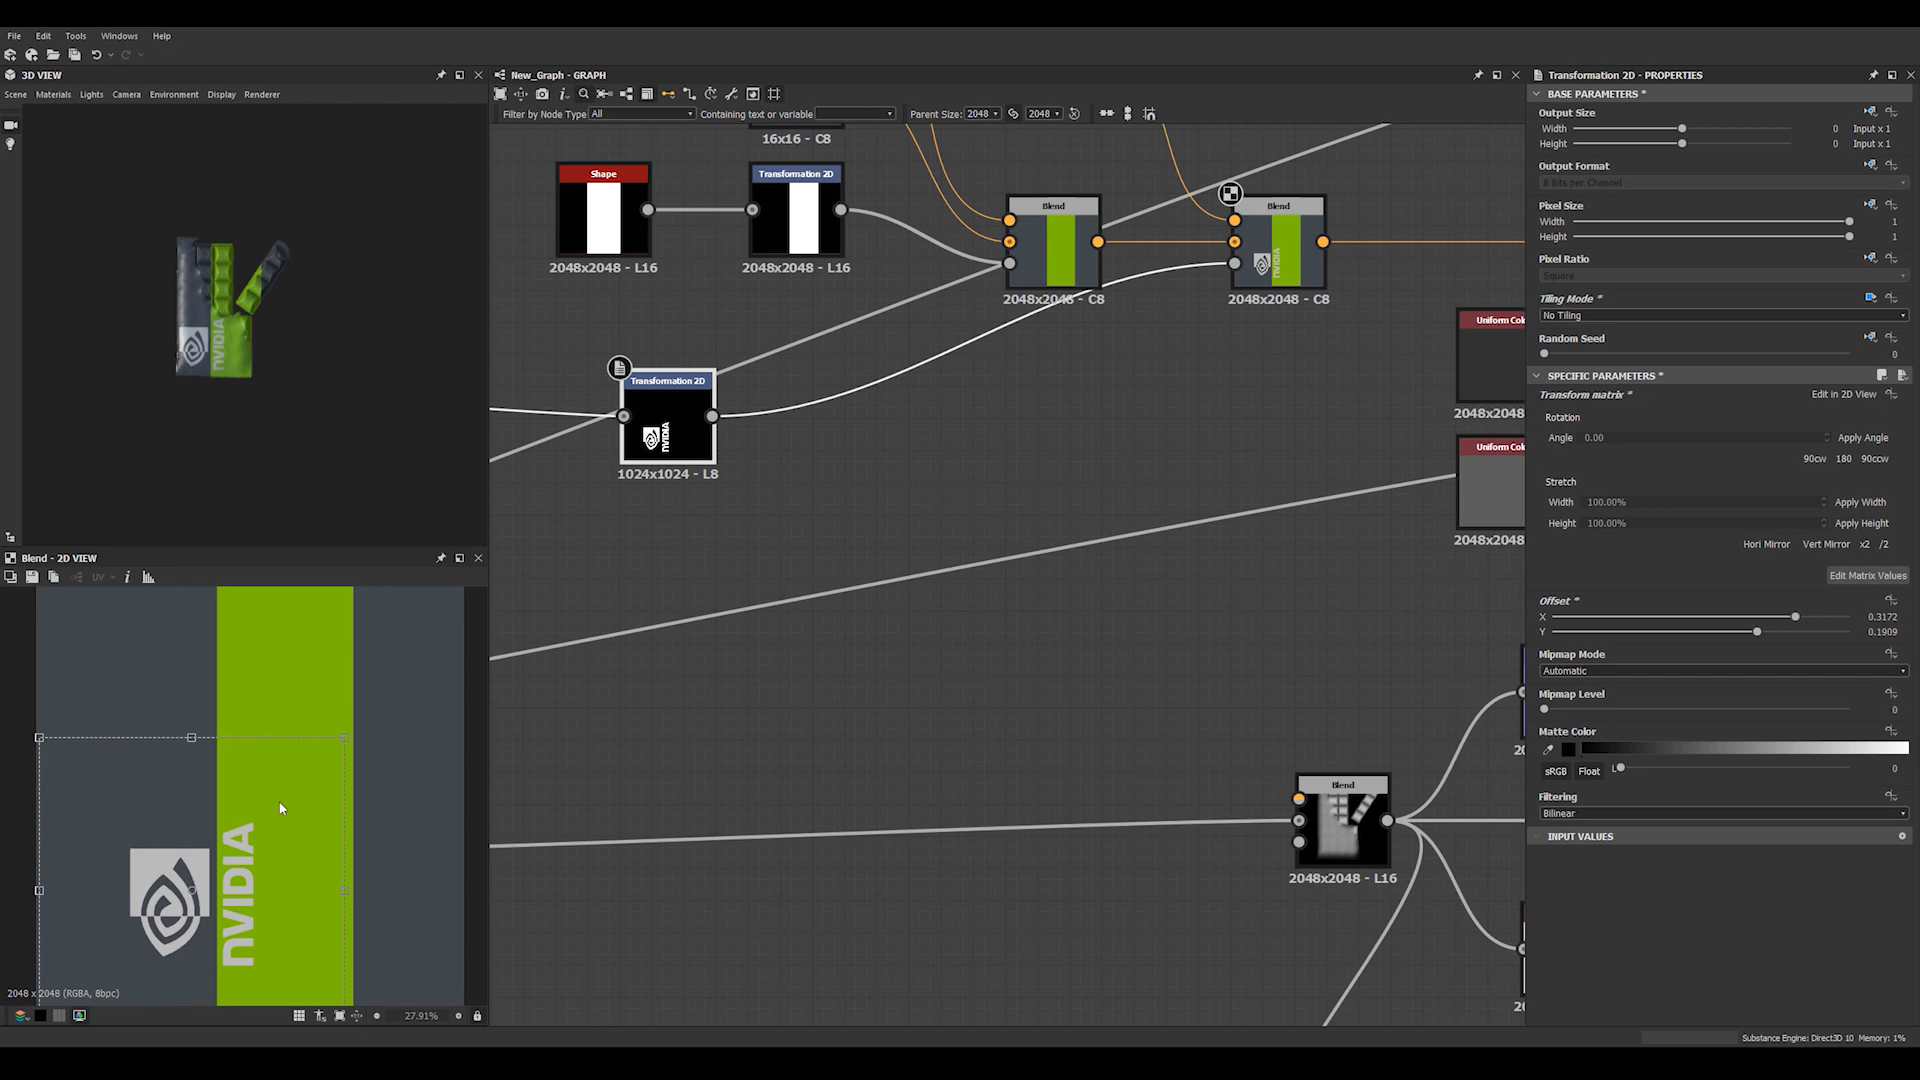 File Edit Tools Windows Help
3D VIEW
Scene Materials Lights Camera Environment Display Renderer
NVIDIA
Blend - 2D VIEW
UV
NVIDIA
2048 x 2048 (RGBA, 8bpc)
27.91%
New_Graph - GRAPH
Filter by Node Type All Containing text or variable Parent Size: 2048 2048
16x16 - C8
Shape
2048x2048 - L16
Transformation 2D
2048x2048 - L16
Blend
2048x2048 - C8
Blend
NVIDIA
2048x2048 - C8
Transformation 2D
NVIDIA
1024x1024 - L8
Uniform Col
2048x2048
Uniform Col
2048x2048
Blend
2048x2048 - L16
Transformation 2D - PROPERTIES
BASE PARAMETERS *
Output Size
Width 0 Input x 1
Height 0 Input x 1
Output Format
8 Bits per Channel
Pixel Size
Width 1
Height 1
Pixel Ratio
Square
Tiling Mode *
No Tiling
Random Seed
0
SPECIFIC PARAMETERS *
Transform matrix * Edit in 2D View
Rotation
Angle 0.00 Apply Angle
90cw 180 90ccw
Stretch
Width 100.00% Apply Width
Height 100.00% Apply Height
Hori Mirror Vert Mirror x2 /2
Edit Matrix Values
Offset *
X 0.3172
Y 0.1909
Mipmap Mode
Automatic
Mipmap Level
0
Matte Color
sRGB Float L 0
Filtering
Bilinear
INPUT VALUES
Substance Engine: Direct3D 10 Memory: 1%